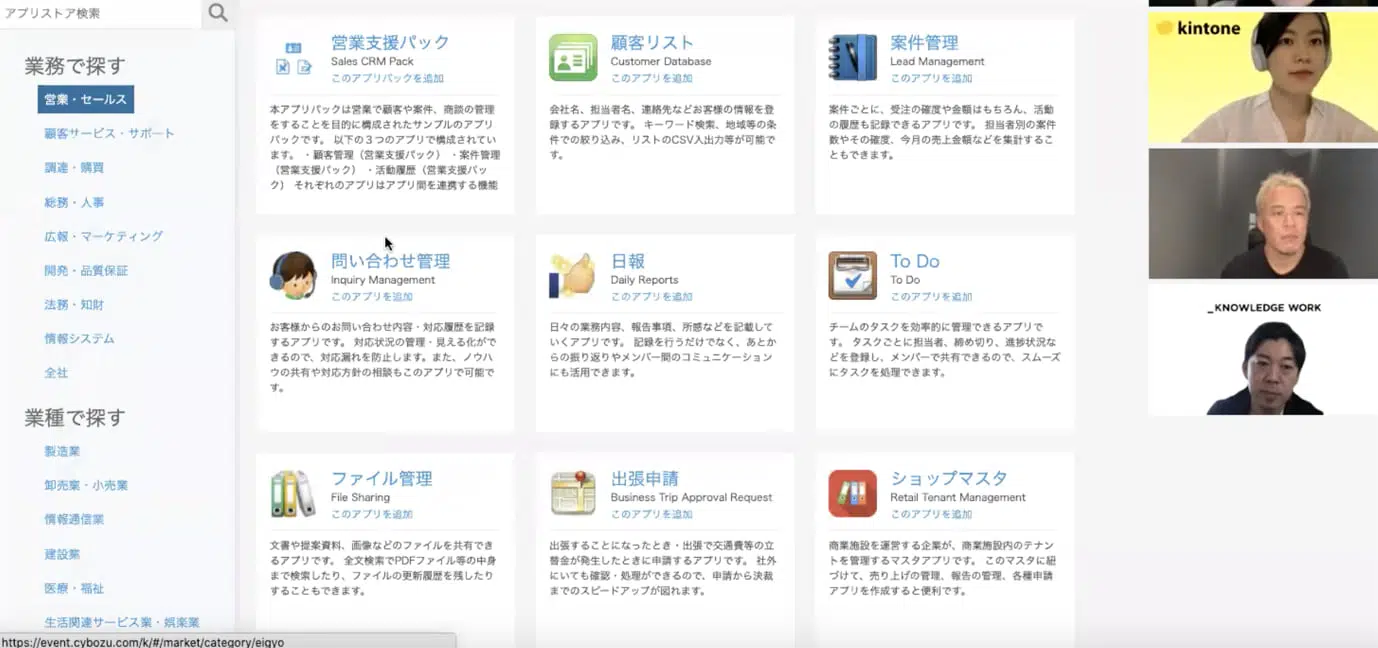 アプリストア検索
業務で探す
営業・セールス
顧客サービス・サポート
調達・購買
総務・人事
広報・マーケティング
開発・品質保証
法務・知財
情報システム
全社
業種で探す
製造業
卸売業・小売業
情報通信業
建設業
医療・福祉
生活関連サービス業・娯楽業
営業支援パック
Sales CRM Pack
このアプリパックを追加
本アプリパックは営業で顧客や案件、商談の管理
をすることを目的に構成されたサンプルのアプリ
パックです。 以下の３つのアプリで構成されてい
ます。 ・顧客管理（営業支援パック） ・案件管理
（営業支援パック） ・活動履歴（営業支援パッ
ク） それぞれのアプリはアプリ間を連携する機能
顧客リスト
Customer Database
このアプリを追加
会社名、担当者名、連絡先などお客様の情報を登
録するアプリです。 キーワード検索、地域等の条
件での絞り込み、リストのCSV入出力等が可能で
す。
案件管理
Lead Management
このアプリを追加
案件ごとに、受注の確度や金額はもちろん、活動
の履歴も記録できるアプリです。 担当者別の案件
数やその確度、今月の売上金額などを集計するこ
ともできます。
問い合わせ管理
Inquiry Management
このアプリを追加
お客様からのお問い合わせ内容・対応履歴を記録
するアプリです。 対応状況の管理・見える化がで
きるので、対応漏れを防止します。また、ノウハ
ウの共有や対応方針の相談もこのアプリで可能で
す。
日報
Daily Reports
このアプリを追加
日々の業務内容、報告事項、所感などを記載して
いくアプリです。 記録を行うだけでなく、あとか
らの振り返りやメンバー間のコミュニケーション
にも活用できます。
To Do
To Do
このアプリを追加
チームのタスクを効率的に管理できるアプリで
す。 タスクごとに担当者、締め切り、進捗状況な
どを登録し、メンバーで共有できるので、スムーズ
にタスクを処理できます。
ファイル管理
File Sharing
このアプリを追加
文書や提案資料、画像などのファイルを共有でき
るアプリです。 全文検索でPDFファイル等の中身
まで検索したり、ファイルの更新履歴を残したり
することもできます。
出張申請
Business Trip Approval Request
このアプリを追加
出張することになったとき・出張で交通費等の立
替金が発生したときに申請するアプリです。 社外
にいても確認・処理ができるので、申請から決裁
までのスピードアップが図れます。
ショップマスタ
Retail Tenant Management
このアプリを追加
商業施設を運営する企業が、商業施設内のテナン
トを管理するマスタアプリです。 このマスタに紐
づけて、売り上げの管理、報告の管理、各種申請
アプリを作成すると便利です。
kintone
_KNOWLEDGE WORK
https://event.cybozu.com/k/#/market/category/eigyo